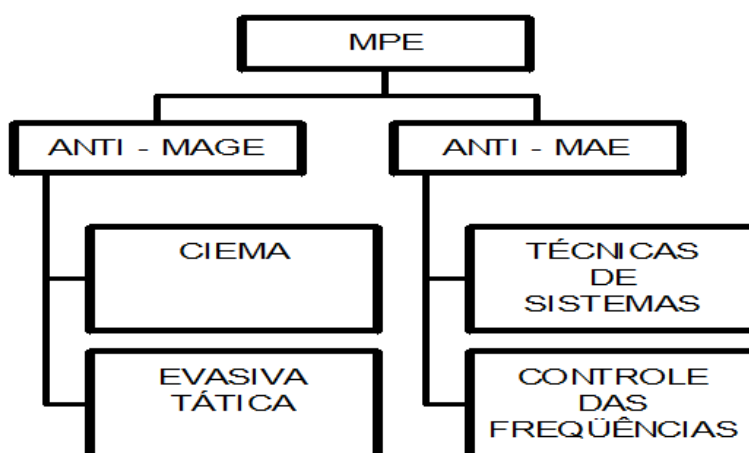 MPE
ANTI - MAGE
ANTI - MAE
CIEMA
TÉCNICAS
DE
SISTEMAS
EVASIVA
TÁTICA
CONTROLE
DAS
FREQÜÊNCIAS